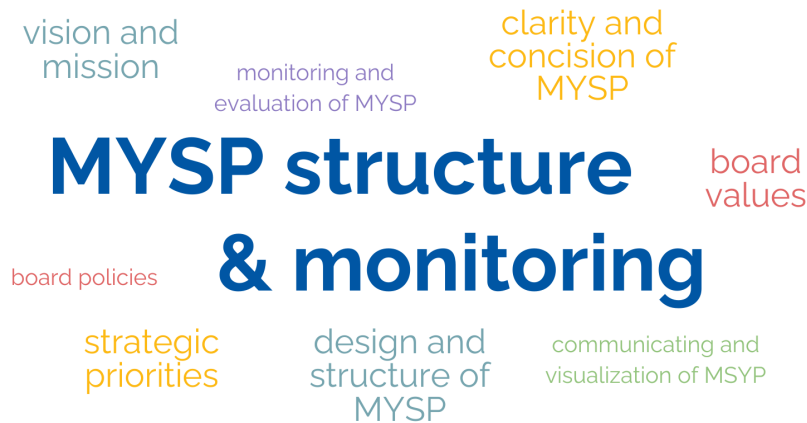 vision and
mission
monitoring and
evaluation of MYSP
clarity and
concision of
MYSP
MYSP structure
& monitoring
board
values
board policies
strategic
priorities
design and
structure of
MYSP
communicating and
visualization of MSYP